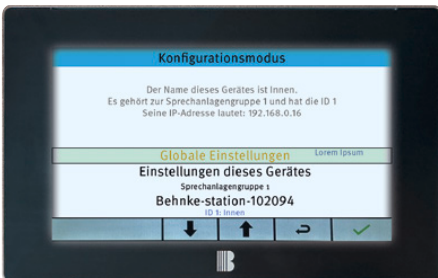 Konfigurationsmodus
Der Name dieses Gerätes ist Innen.
Es gehört zur Sprechanlagengruppe 1 und hat die ID 1
Seine IP-Adresse lautet: 192.168.0.16
Globale Einstellungen Lorem Ipsum
Einstellungen dieses Gerätes
Sprechanlagengruppe 1
Behnke-station-102094
ID 1: Innen
B